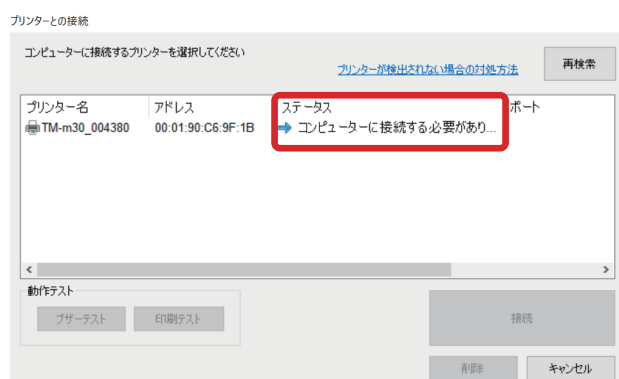 プリンターとの接続
コンピューターに接続するプリンターを選択してください
プリンターが検出されない場合の対処方法
再検索
プリンター名 アドレス ステータス ポート
TM-m30_004380 00:01:90:C6:9F:1B コンピューターに接続する必要があり...
動作テスト
ブザーテスト 印刷テスト 接続
削除 キャンセル